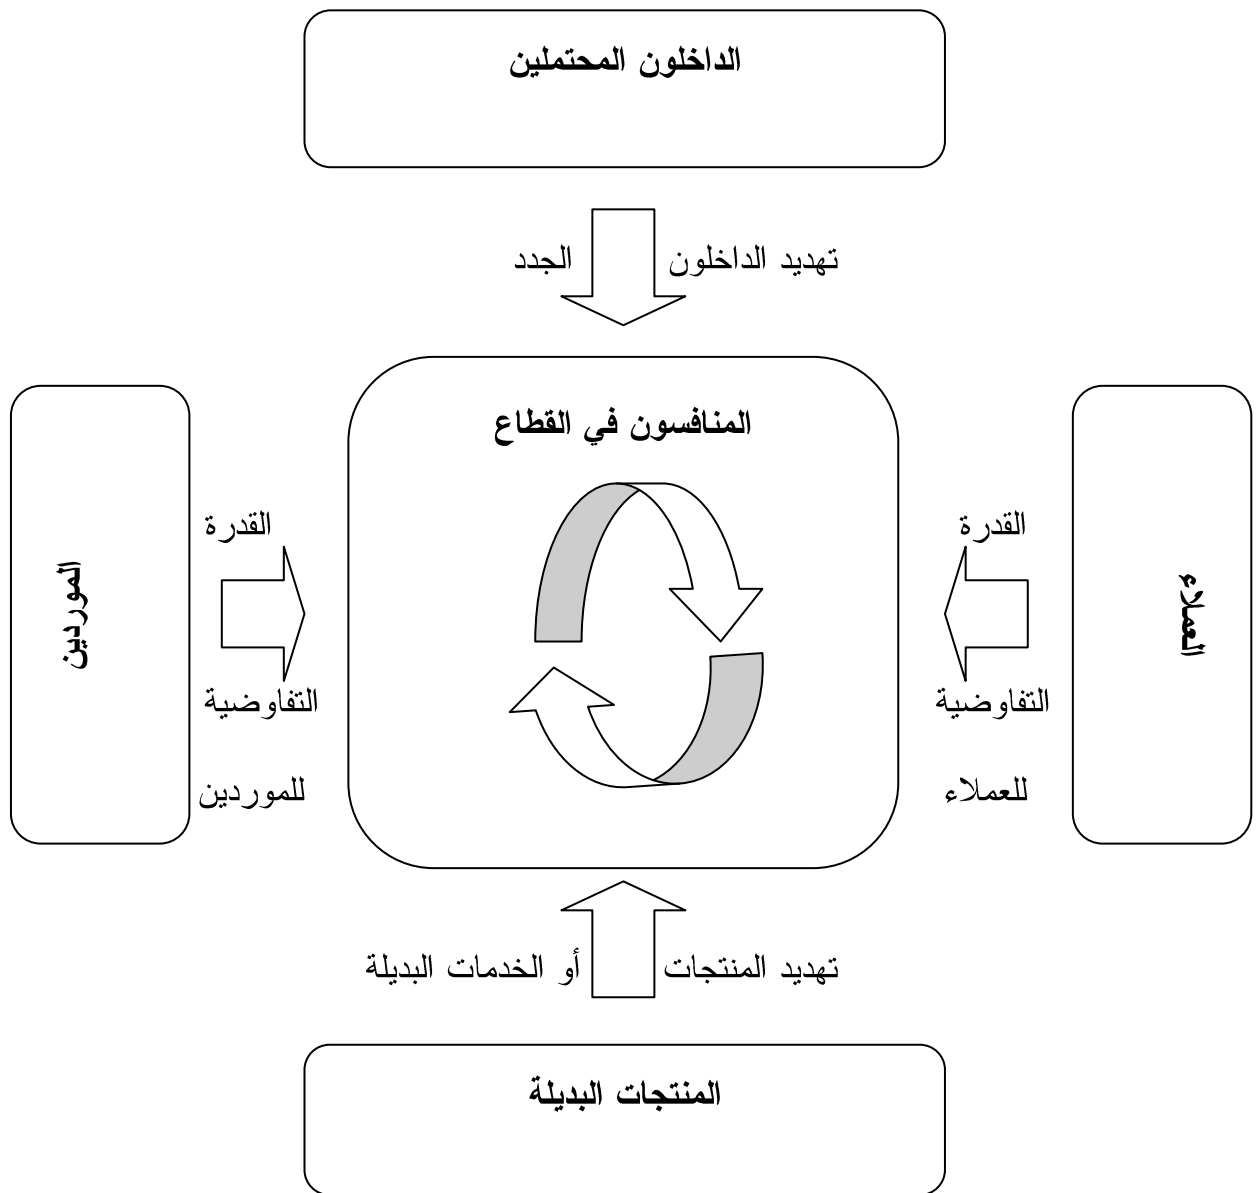 الداخلون المحتملين
تهديد الداخلون الجدد
المنافسون في القطاع
العملاء
القدرة
التفاوضية
للعملاء
القدرة
التفاوضية
للموردين
الموردين
تهديد المنتجات أو الخدمات البديلة
المنتجات البديلة